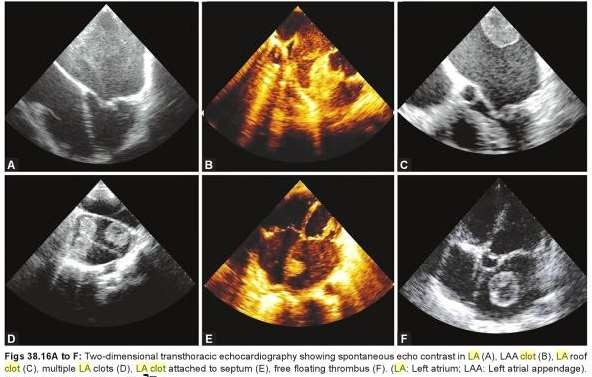 A
B
C
D
E
F
Figs 38.16A to F: Two-dimensional transthoracic echocardiography showing spontaneous echo contrast in LA (A), LAA clot (B), LA roof
clot (C), multiple LA clots (D), LA clot attached to septum (E), free floating thrombus (F). (LA: Left atrium; LAA: Left atrial appendage).